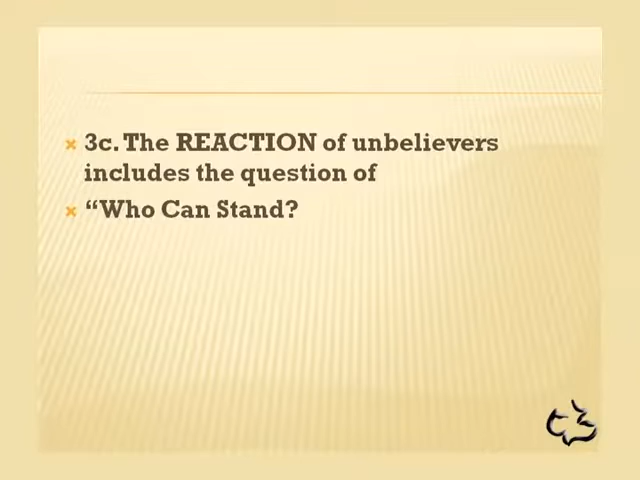 3c. The REACTION of unbelievers
includes the question of
“Who Can Stand?